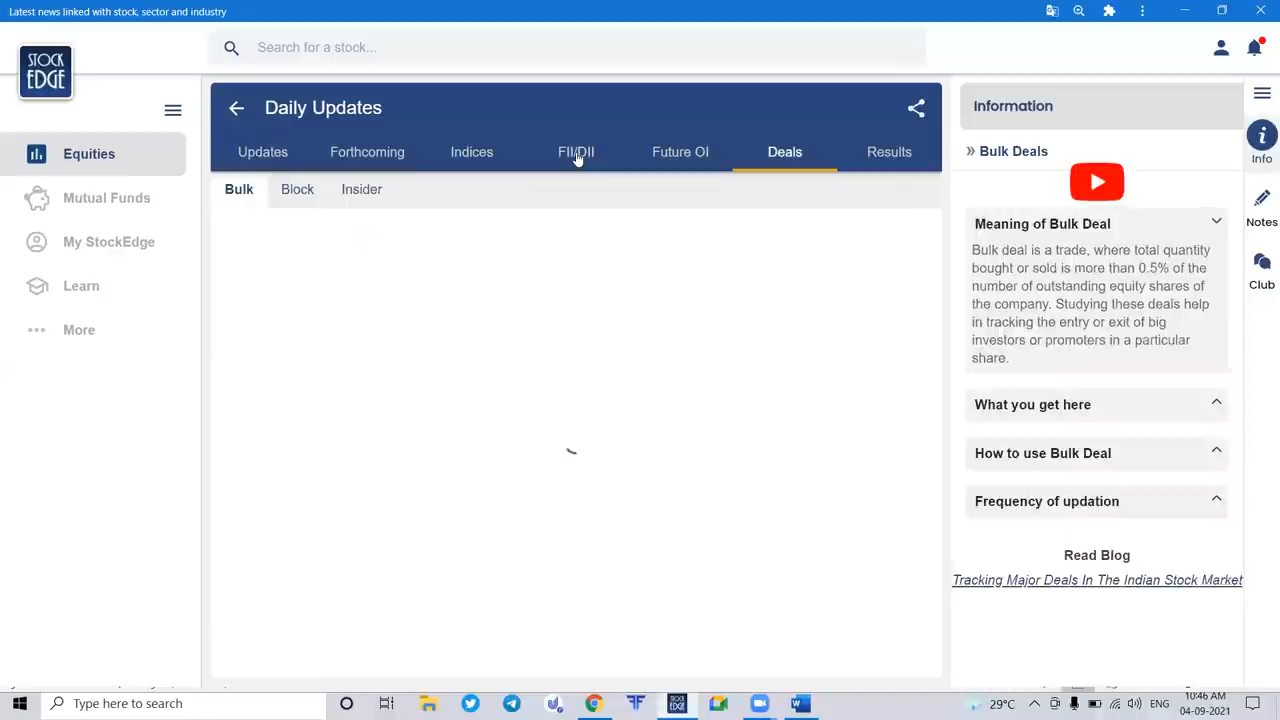 Latest news linked with stock, sector and industry
STOCK
EDGE
Search for a stock...
Equities
Mutual Funds
My StockEdge
Learn
More
Daily Updates
Updates Forthcoming Indices FII/DII Future OI Deals Results
Bulk Block Insider
Information
» Bulk Deals
Meaning of Bulk Deal
Bulk deal is a trade, where total quantity
bought or sold is more than 0.5% of the
number of outstanding equity shares of
the company. Studying these deals help
in tracking the entry or exit of big
investors or promoters in a particular
share.
What you get here
How to use Bulk Deal
Frequency of updation
Read Blog
Tracking Major Deals In The Indian Stock Market
Info
Notes
Club
Type here to search
STOCK
EDGE
29°C
ENG
10:46 AM
04-09-2021